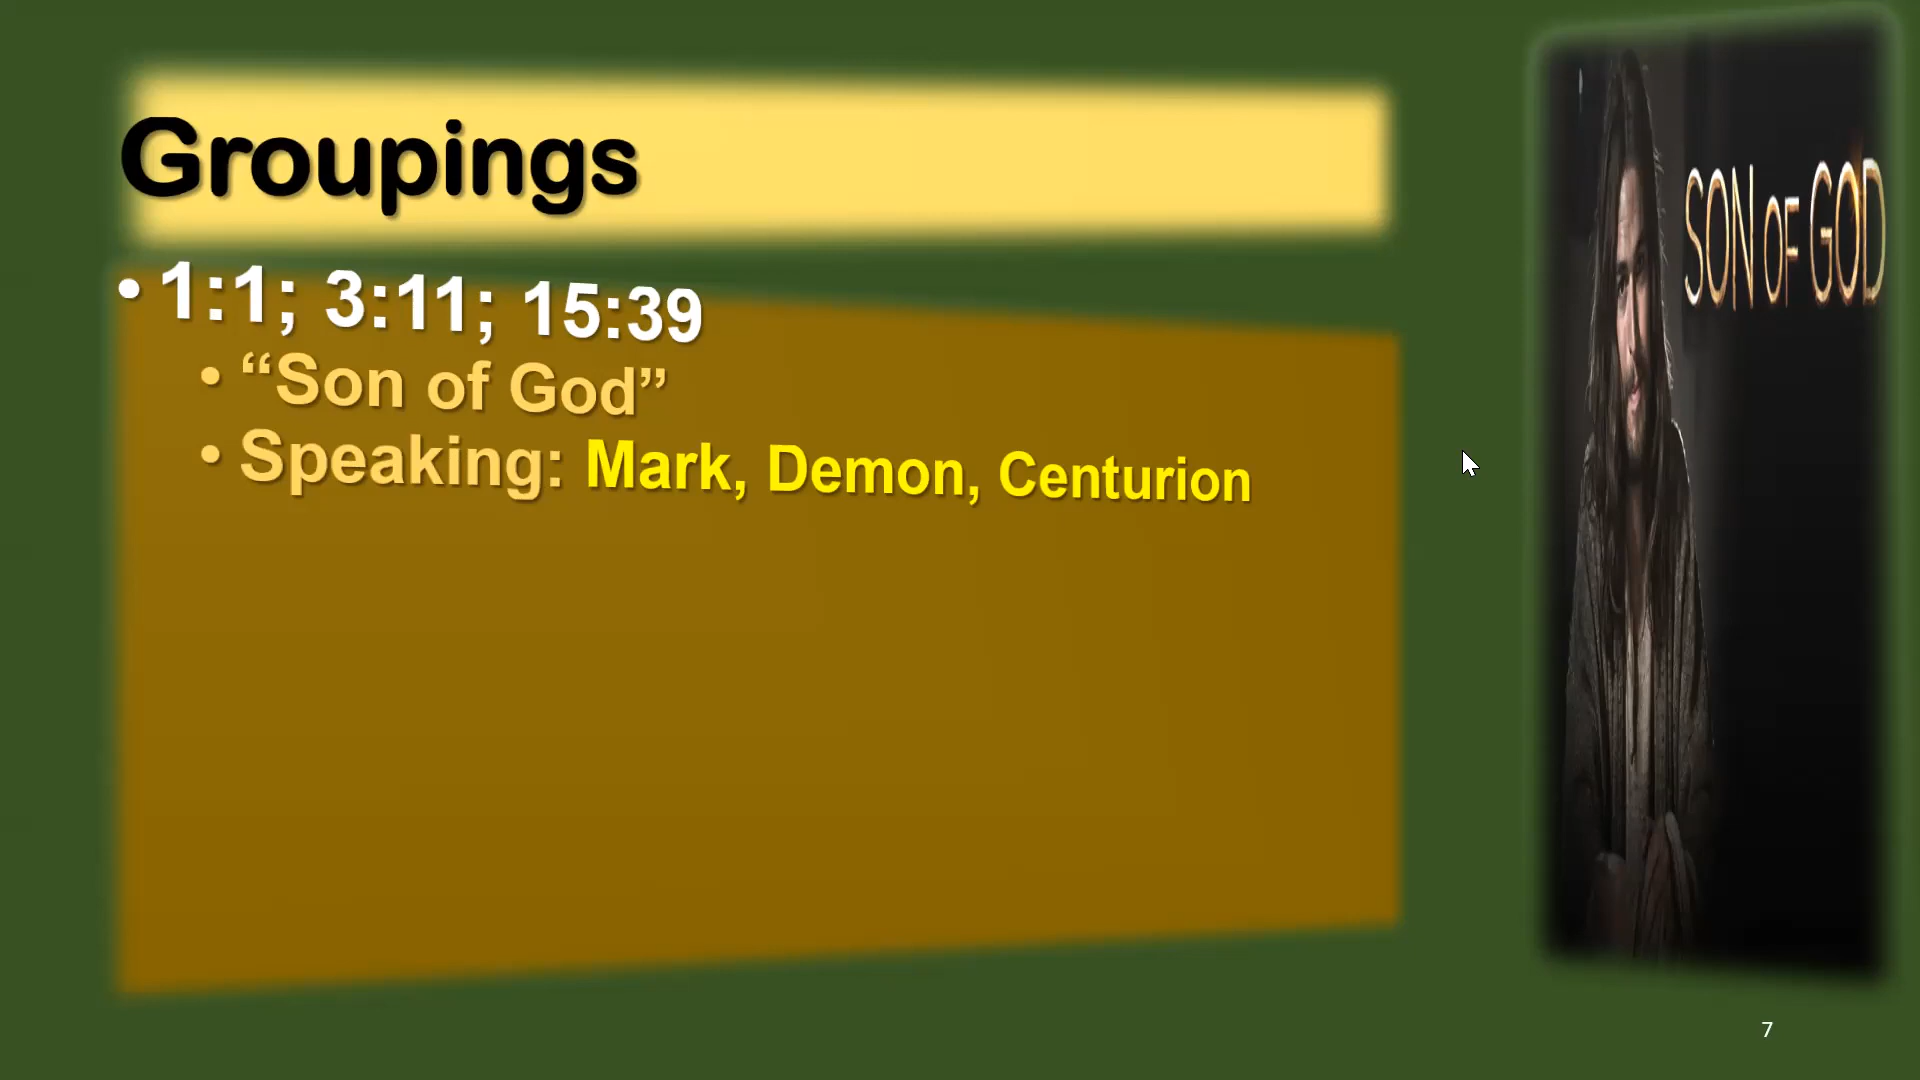 Groupings
• 1:1; 3:11; 15:39
• “Son of God”
• Speaking: Mark, Demon, Centurion
SON OF GOD
7